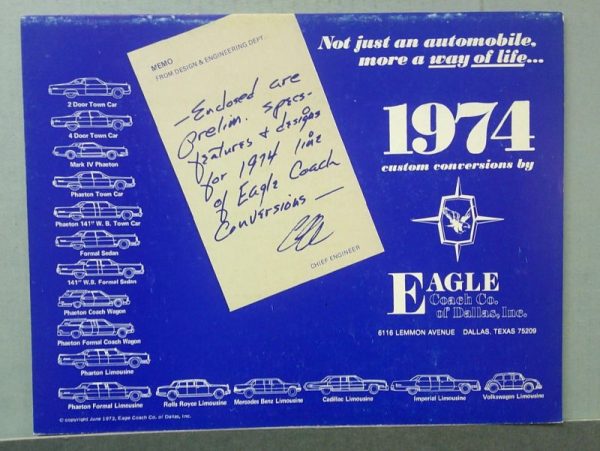 MEMO
FROM DESIGN & ENGINEERING DEPT.
—Enclosed are
Prelim. specs-
features & designs
for 1974 line
of Eagle Coach
Conversions—
CHIEF ENGINEER
Not just an automobile,
more a way of life...
1974
custom conversions by
EAGLE
Coach Co.
of Dallas, Inc.
6116 LEMMON AVENUE DALLAS, TEXAS 75209
2 Door Town Car
4 Door Town Car
Mark IV Phaeton
Phaeton Town Car
Phaeton 141" W.B. Town Car
Formal Sedan
141" W.B. Formal Sedan
Phaeton Coach Wagon
Phaeton Formal Coach Wagon
Phaeton Limousine
Phaeton Formal Limousine
Rolls Royce Limousine
Mercedes Benz Limousine
Cadillac Limousine
Imperial Limousine
Volkswagen Limousine
© copyright June 1973, Eagle Coach Co. of Dallas, Inc.